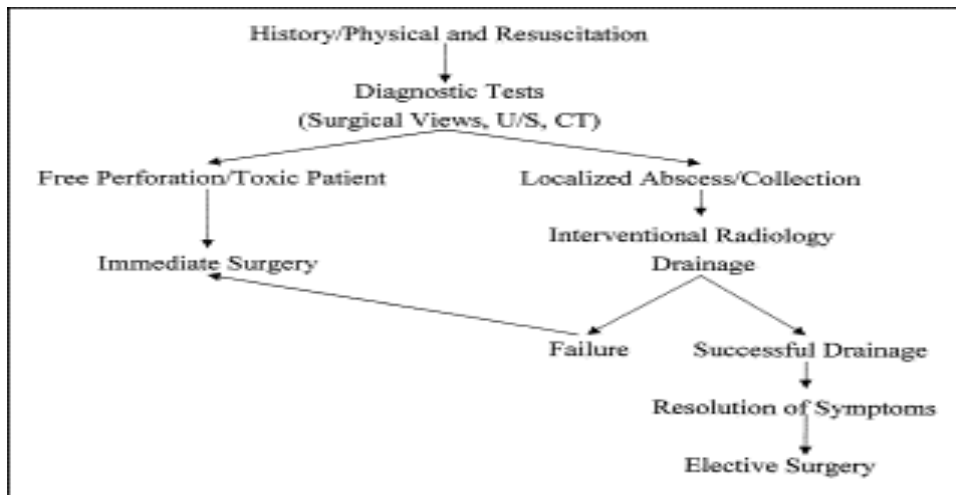 History/Physical and Resuscitation
Diagnostic Tests
(Surgical Views, U/S, CT)
Free Perforation/Toxic Patient
Localized Abscess/Collection
Immediate Surgery
Interventional Radiology
Drainage
Failure
Successful Drainage
Resolution of Symptoms
Elective Surgery